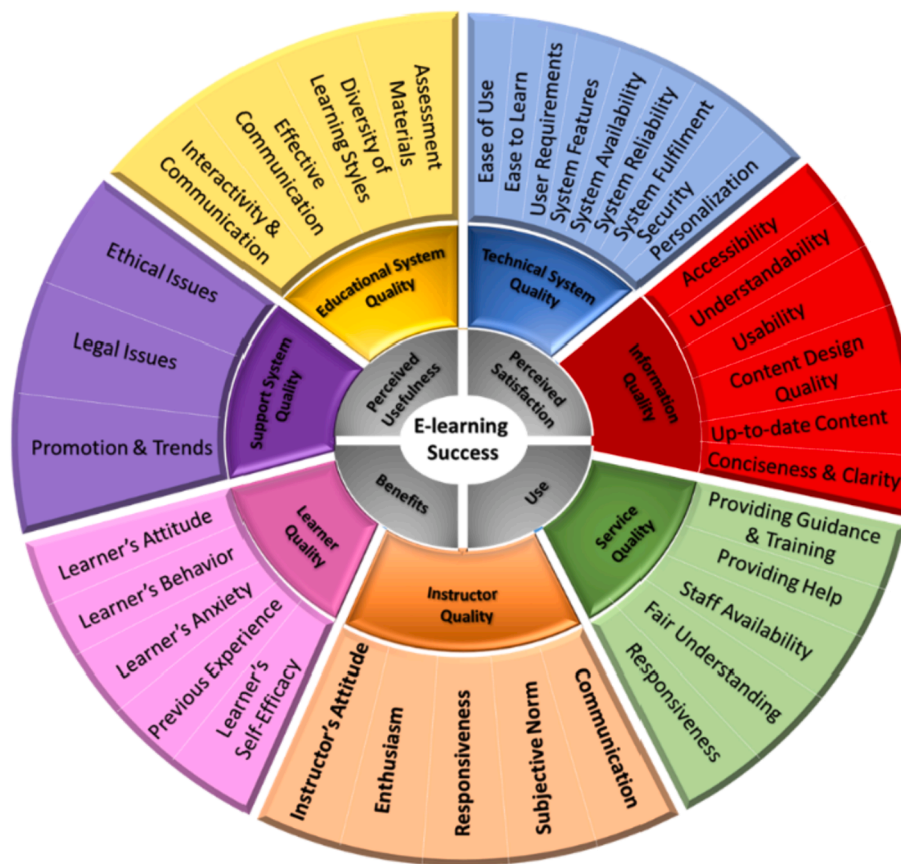 E-learning
Success
Perceived
Usefulness
Perceived
Satisfaction
Benefits
Use
Technical System
Quality
Ease of Use
Ease to Learn
User Requirements
System Features
System Availability
System Reliability
System Fulfilment
Security
Personalization
Information
Quality
Accessibility
Understandability
Usability
Content Design
Quality
Up-to-date Content
Conciseness & Clarity
Service
Quality
Providing Guidance
& Training
Providing Help
Staff Availability
Fair Understanding
Responsiveness
Instructor
Quality
Instructor's Attitude
Enthusiasm
Responsiveness
Subjective Norm
Communication
Learner
Quality
Learner's Attitude
Learner's Behavior
Learner's Anxiety
Previous Experience
Learner's
Self-Efficacy
Support System
Quality
Ethical Issues
Legal Issues
Promotion & Trends
Educational System
Quality
Interactivity &
Communication
Effective
Communication
Diversity of
Learning Styles
Assessment
Materials